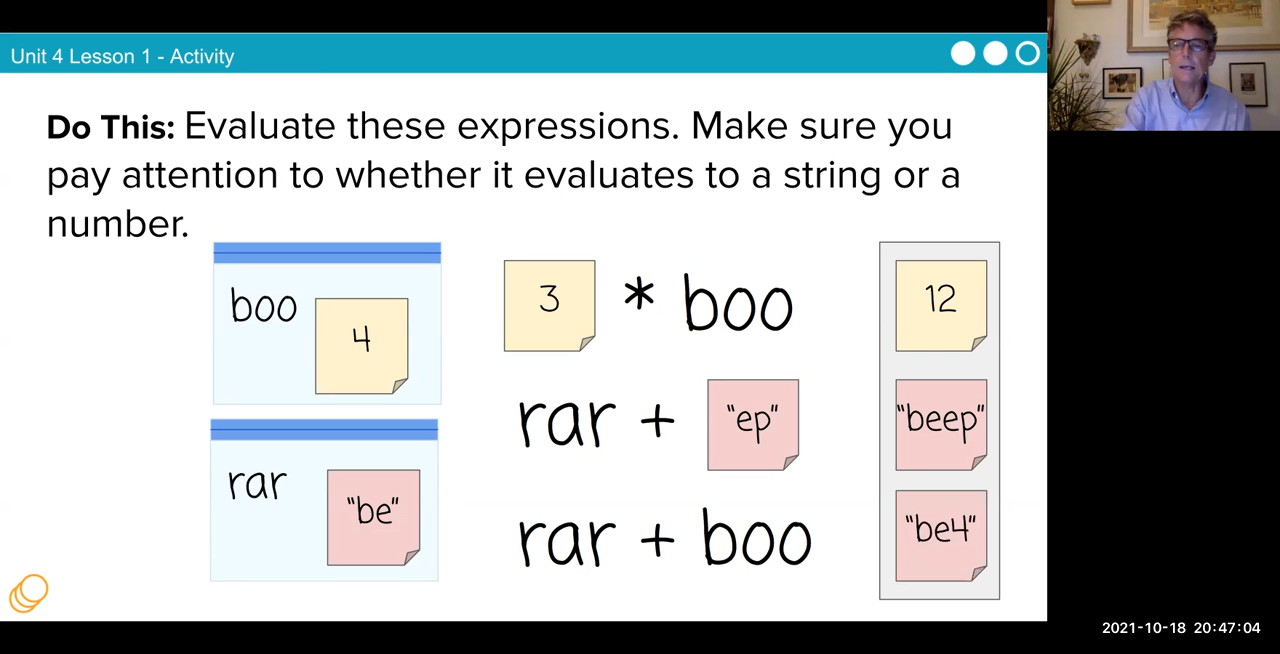 Unit 4 Lesson 1 - Activity
Do This: Evaluate these expressions. Make sure you
pay attention to whether it evaluates to a string or a
number.
boo 4
3 * boo
12
rar + "ep"
"beep"
rar "be"
rar + boo
"be4"
2021-10-18 20:47:04